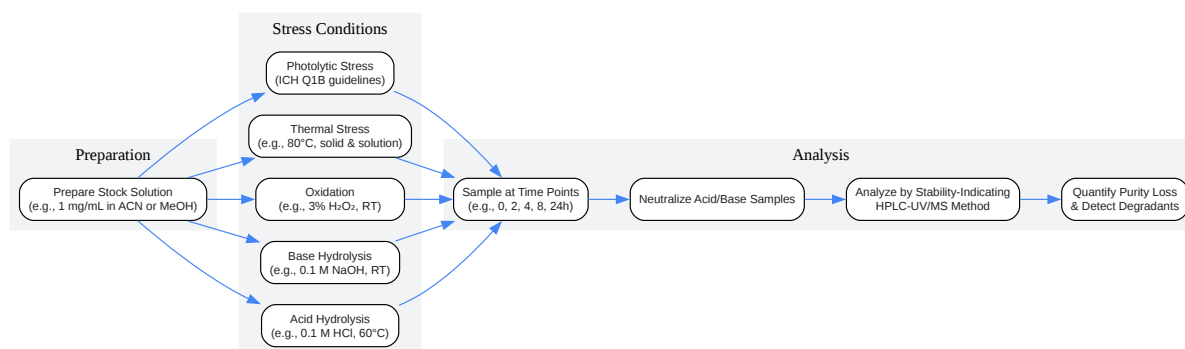 Stress Conditions
Photolytic Stress
(ICH Q1B guidelines)
Thermal Stress
(e.g., 80°C, solid & solution)
Preparation
Analysis
Prepare Stock Solution
(e.g., 1 mg/mL in ACN or MeOH)
Oxidation
(e.g., 3% H₂O₂, RT)
Sample at Time Points
(e.g., 0, 2, 4, 8, 24h)
Neutralize Acid/Base Samples
Analyze by Stability-Indicating
HPLC-UV/MS Method
Quantify Purity Loss
& Detect Degradants
Base Hydrolysis
(e.g., 0.1 M NaOH, RT)
Acid Hydrolysis
(e.g., 0.1 M HCl, 60°C)